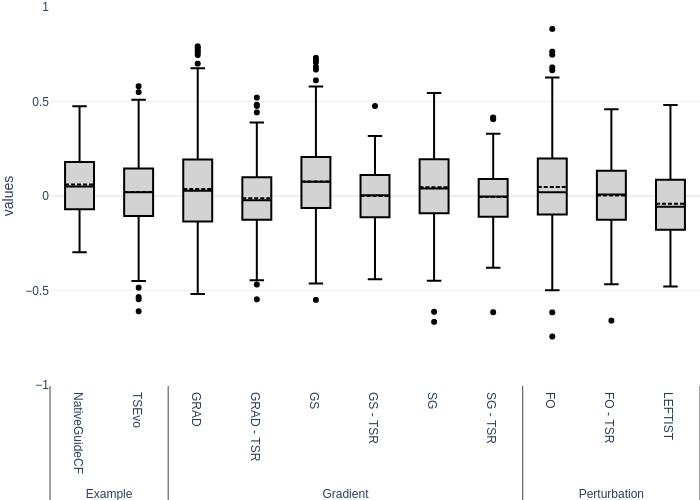 1
0.5
0
−0.5
−1
values
NativeGuideCF
TSEvo
GRAD
GRAD - TSR
GS
GS - TSR
SG
SG - TSR
FO
FO - TSR
LEFTIST
Example
Gradient
Perturbation